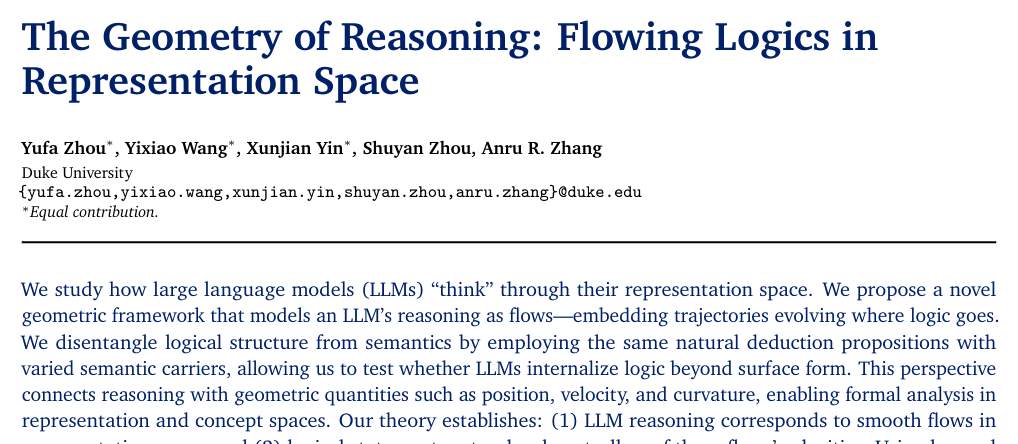 The Geometry of Reasoning: Flowing Logics in
Representation Space
Yufa Zhou*, Yixiao Wang*, Xunjian Yin*, Shuyan Zhou, Anru R. Zhang
Duke University
{yufa.zhou,yixiao.wang,xunjian.yin,shuyan.zhou,anru.zhang}@duke.edu
*Equal contribution.
We study how large language models (LLMs) “think” through their representation space. We propose a novel
geometric framework that models an LLM’s reasoning as flows—embedding trajectories evolving where logic goes.
We disentangle logical structure from semantics by employing the same natural deduction propositions with
varied semantic carriers, allowing us to test whether LLMs internalize logic beyond surface form. This perspective
connects reasoning with geometric quantities such as position, velocity, and curvature, enabling formal analysis in
representation and concept spaces. Our theory establishes: (1) LLM reasoning corresponds to smooth flows in